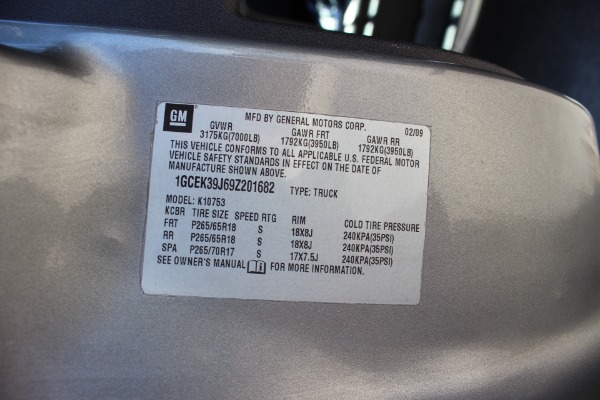 GM
MFD BY GENERAL MOTORS CORP. 02/09
GVWR GAWR FRT GAWR RR
3175KG(7000LB) 1792KG(3950LB) 1792KG(3950LB)
THIS VEHICLE CONFORMS TO ALL APPLICABLE U.S. FEDERAL MOTOR
VEHICLE SAFETY STANDARDS IN EFFECT ON THE DATE OF
MANUFACTURE SHOWN ABOVE.
1GCEK39J69Z201682 TYPE: TRUCK
MODEL: K10753
KCBR TIRE SIZE SPEED RTG RIM COLD TIRE PRESSURE
FRT P265/65R18 S 18X8J 240KPA(35PSI)
RR P265/65R18 S 18X8J 240KPA(35PSI)
SPA P265/70R17 S 17X7.5J 240KPA(35PSI)
SEE OWNER'S MANUAL FOR MORE INFORMATION.